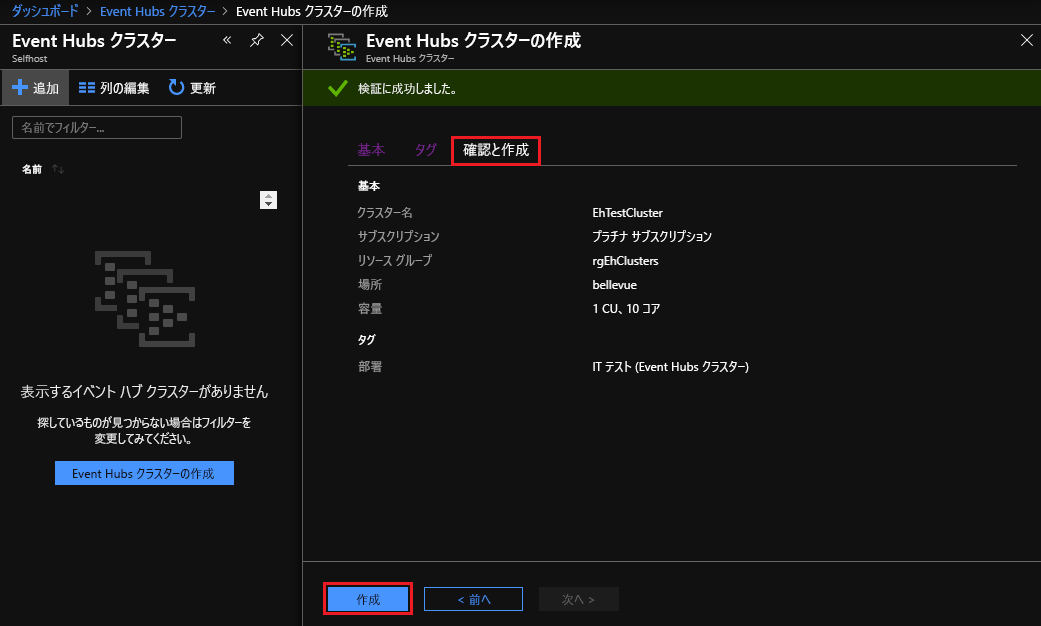 ダッシュボード > Event Hubs クラスター > Event Hubs クラスターの作成
Event Hubs クラスター
Selfhost
追加
列の編集
更新
名前でフィルター...
名前
表示するイベント ハブ クラスターがありません
探しているものが見つからない場合はフィルターを
変更してみてください。
Event Hubs クラスターの作成
Event Hubs クラスターの作成
Event Hubs クラスター
検証に成功しました。
基本 タグ 確認と作成
基本
クラスター名 EhTestCluster
サブスクリプション プラチナ サブスクリプション
リソース グループ rgEhClusters
場所 bellevue
容量 1 CU、10 コア
タグ
部署 IT テスト (Event Hubs クラスター)
作成 < 前へ 次へ >